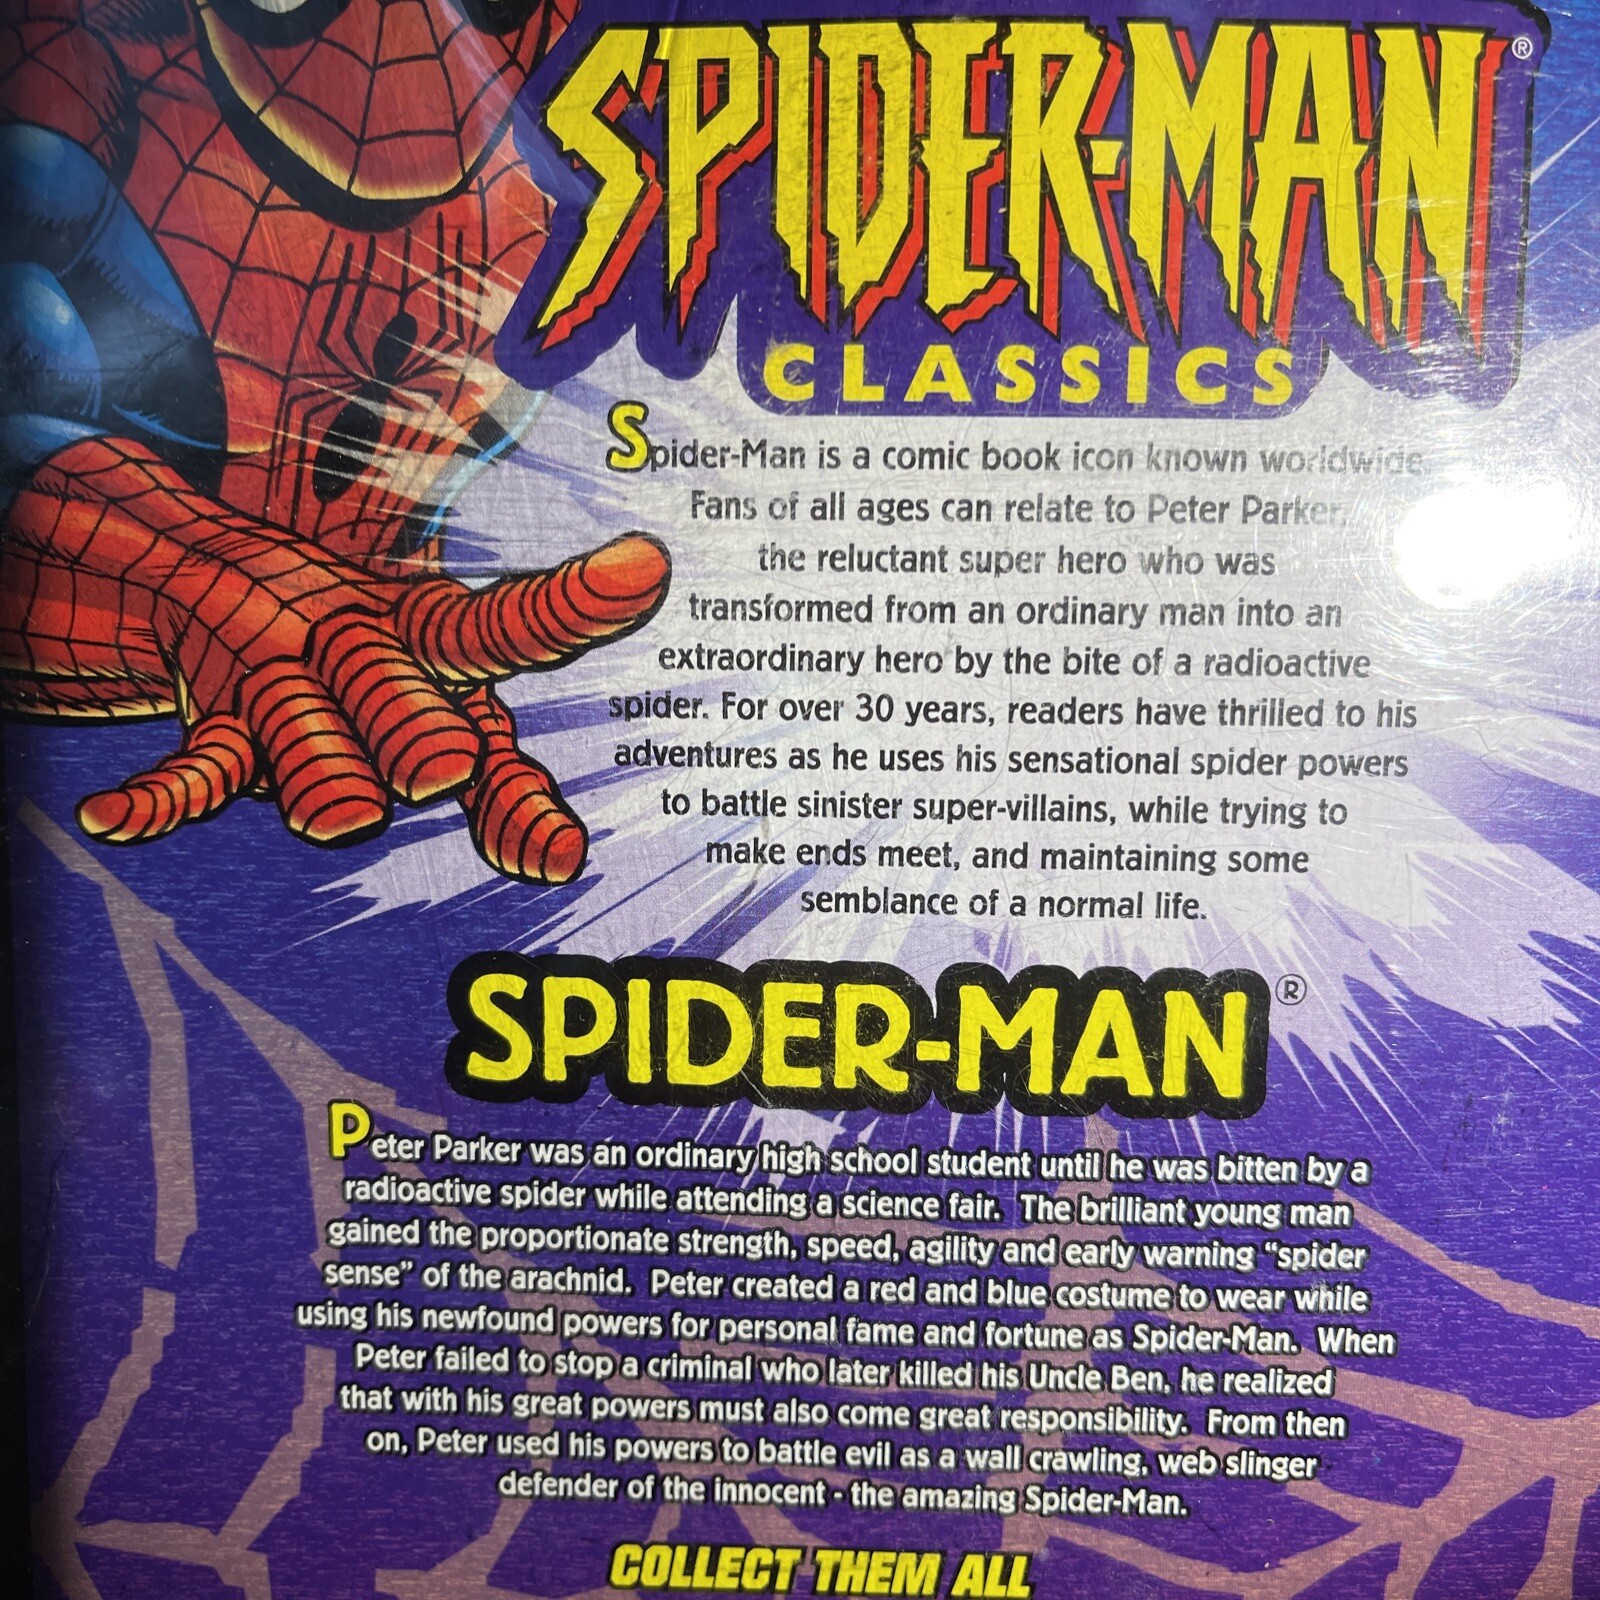 SPIDER-MAN®
CLASSICS
Spider-Man is a comic book icon known worldwide.
Fans of all ages can relate to Peter Parker,
the reluctant super hero who was
transformed from an ordinary man into an
extraordinary hero by the bite of a radioactive
spider. For over 30 years, readers have thrilled to his
adventures as he uses his sensational spider powers
to battle sinister super-villains, while trying to
make ends meet, and maintaining some
semblance of a normal life.
SPIDER-MAN®
Peter Parker was an ordinary high school student until he was bitten by a
radioactive spider while attending a science fair. The brilliant young man
gained the proportionate strength, speed, agility and early warning “spider
sense” of the arachnid. Peter created a red and blue costume to wear while
using his newfound powers for personal fame and fortune as Spider-Man. When
Peter failed to stop a criminal who later killed his Uncle Ben, he realized
that with his great powers must also come great responsibility. From then
on, Peter used his powers to battle evil as a wall crawling, web slinger
defender of the innocent - the amazing Spider-Man.
COLLECT THEM ALL